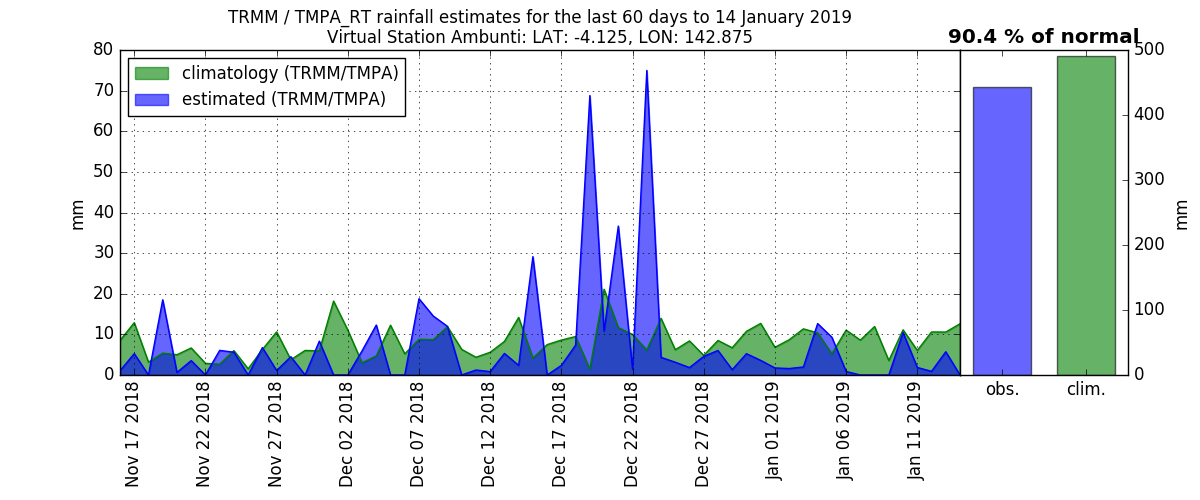 TRMM / TMPA_RT rainfall estimates for the last 60 days to 14 January 2019
Virtual Station Ambunti: LAT: -4.125, LON: 142.875
90.4 % of normal
climatology (TRMM/TMPA)
estimated (TRMM/TMPA)
mm
80
70
60
50
40
30
20
10
0
Nov 17 2018
Nov 22 2018
Nov 27 2018
Dec 02 2018
Dec 07 2018
Dec 12 2018
Dec 17 2018
Dec 22 2018
Dec 27 2018
Jan 01 2019
Jan 06 2019
Jan 11 2019
obs.
clim.
500
400
300
200
100
0
mm